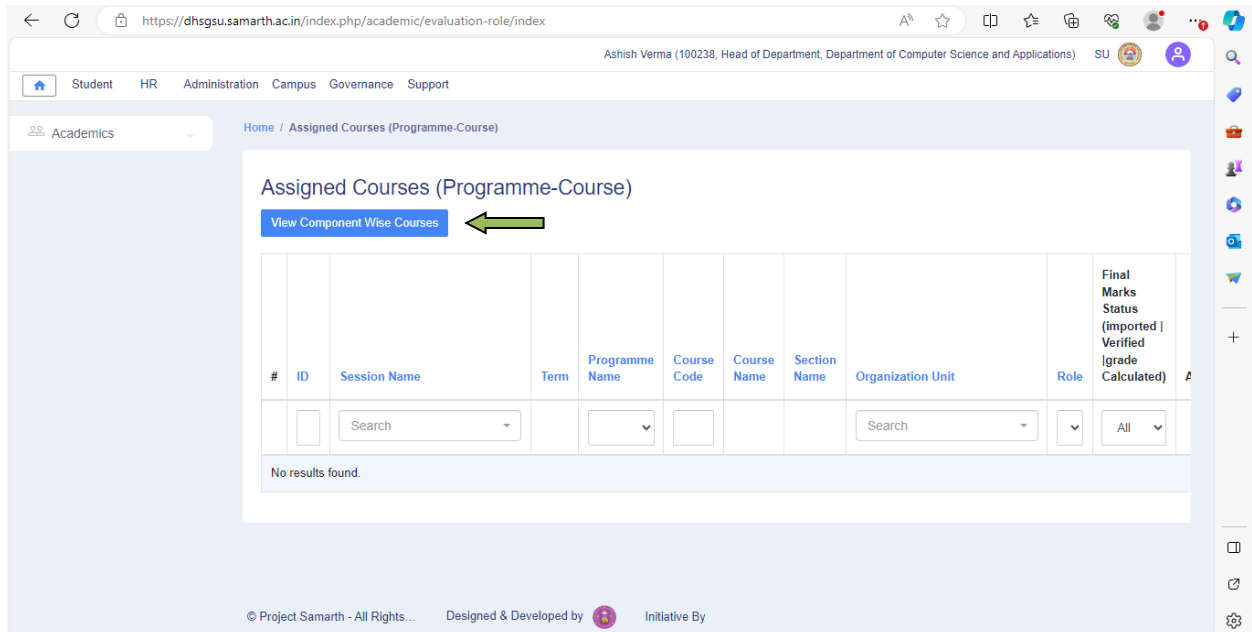 https://dhsgsu.samarth.ac.in/index.php/academic/evaluation-role/index
Ashish Verma (100238, Head of Department, Department of Computer Science and Applications) SU
Student HR Administration Campus Governance Support
Academics
Home / Assigned Courses (Programme-Course)
Assigned Courses (Programme-Course)
View Component Wise Courses
# ID Session Name Term Programme Name Course Code Course Name Section Name Organization Unit Role Final Marks Status (imported | Verified |grade Calculated)
Search Search All
No results found.
© Project Samarth - All Rights... Designed & Developed by Initiative By